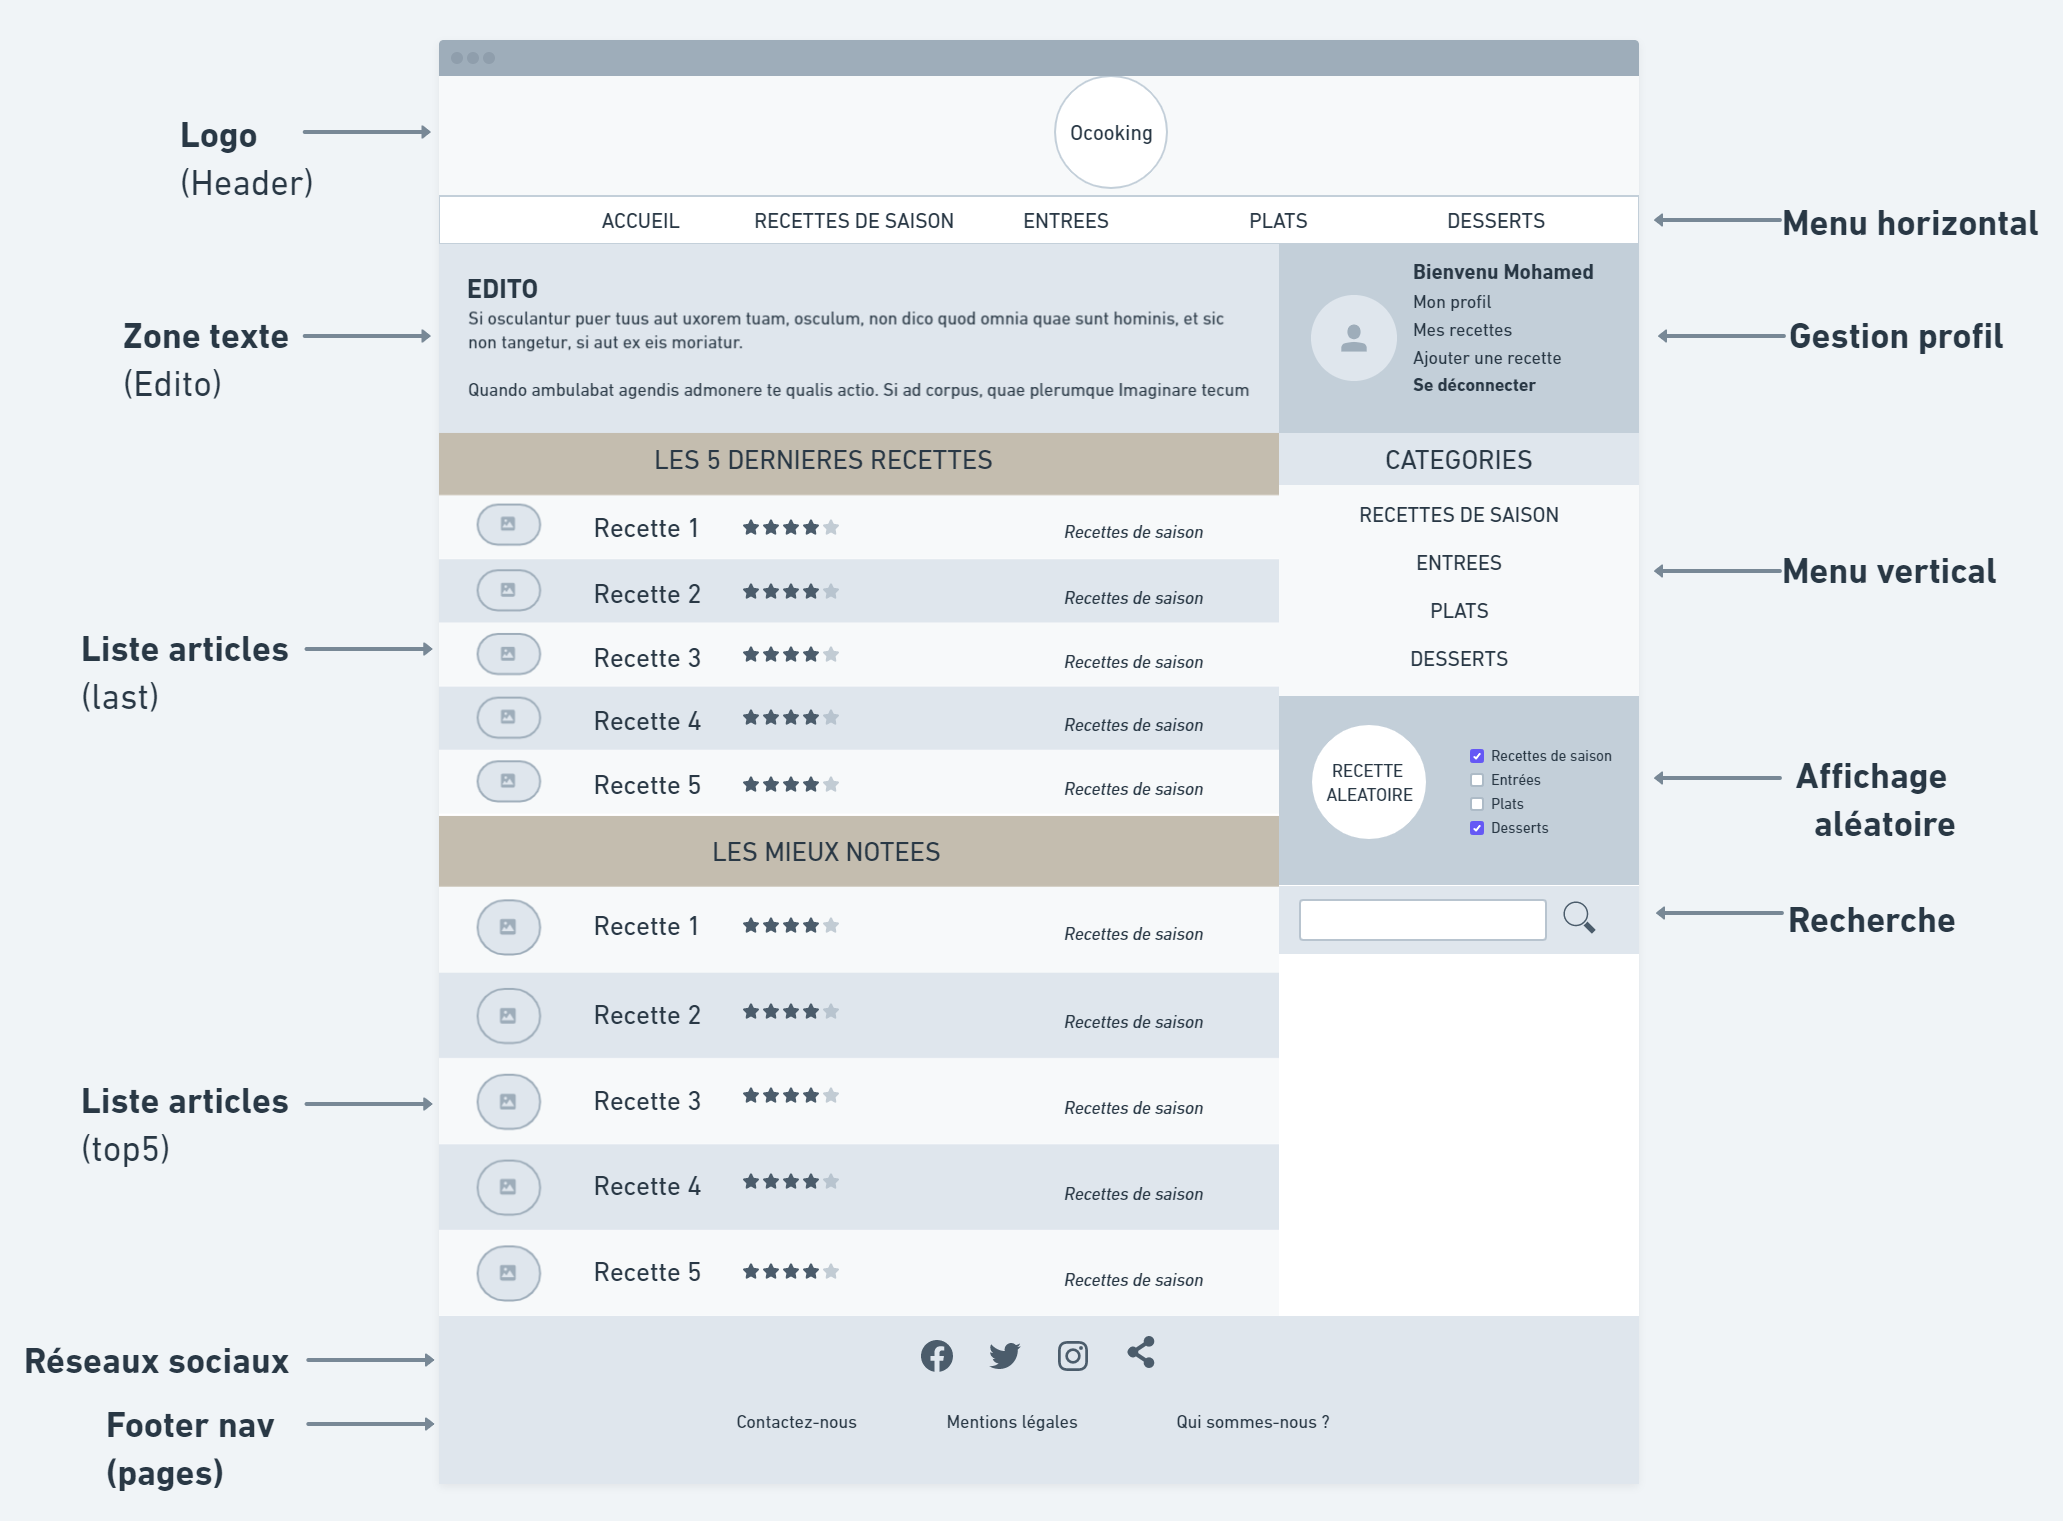 Logo
(Header)
Ocooking
ACCUEIL RECETTES DE SAISON ENTREES PLATS DESSERTS
Menu horizontal
Zone texte
(Edito)
EDITO
Si osculantur puer tuus aut uxorem tuam, osculum, non dico quod omnia quae sunt hominis, et sic
non tangetur, si aut ex eis moriatur.
Quando ambulabat agendis admonere te qualis actio. Si ad corpus, quae plerumque Imaginare tecum
Bienvenu Mohamed
Mon profil
Mes recettes
Ajouter une recette
Se déconnecter
Gestion profil
Liste articles
(last)
LES 5 DERNIERES RECETTES
Recette 1 Recettes de saison
Recette 2 Recettes de saison
Recette 3 Recettes de saison
Recette 4 Recettes de saison
Recette 5 Recettes de saison
CATEGORIES
RECETTES DE SAISON
ENTREES
PLATS
DESSERTS
Menu vertical
RECETTE
ALEATOIRE
Recettes de saison
Entrées
Plats
Desserts
Affichage
aléatoire
Recherche
Liste articles
(top5)
LES MIEUX NOTEES
Recette 1 Recettes de saison
Recette 2 Recettes de saison
Recette 3 Recettes de saison
Recette 4 Recettes de saison
Recette 5 Recettes de saison
Réseaux sociaux
Footer nav
(pages)
Contactez-nous Mentions légales Qui sommes-nous ?